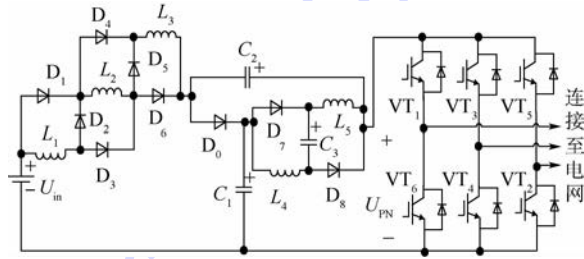 D4
L3
D1
L2
D5
C2
L1
D2
D6
D3
D0
D7
L5
C3
L4
D8
C1
+
−
Uin
+
UPN
−
VT1
VT3
VT5
VT6
VT4
VT2
连接至电网